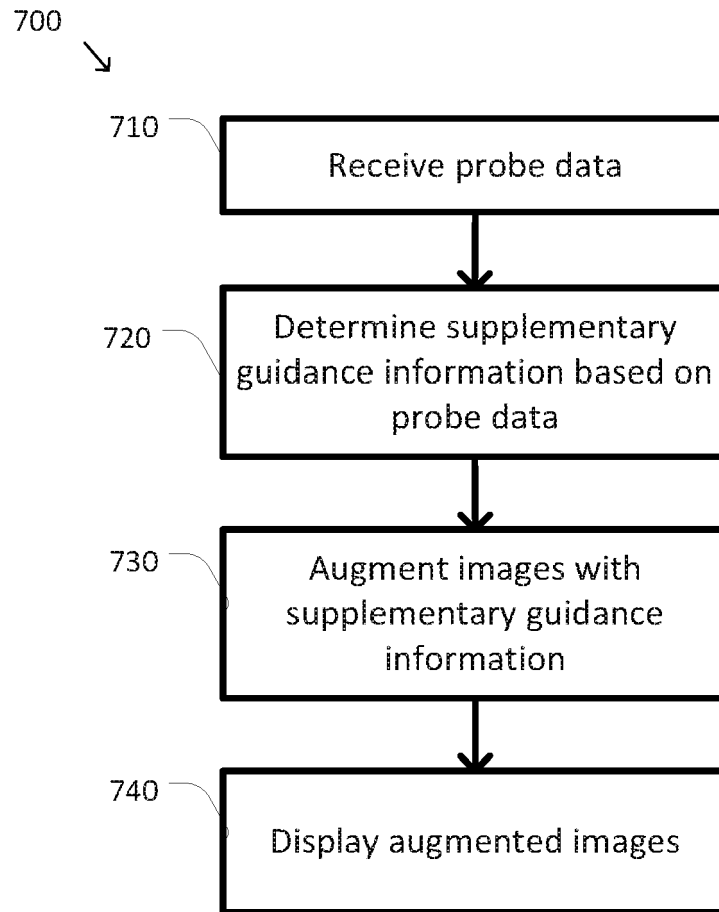 700
710
Receive probe data
720
Determine supplementary
guidance information based on
probe data
730
Augment images with
supplementary guidance
information
740
Display augmented images